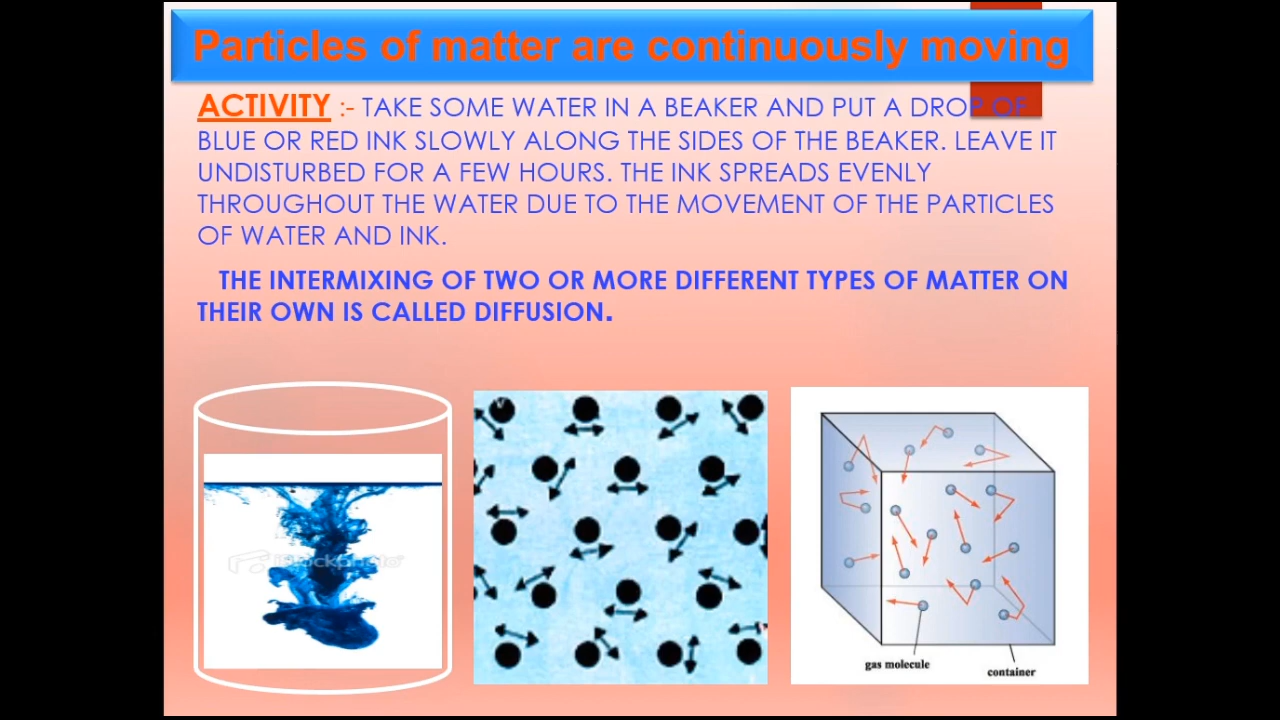 Particles of matter are continuously moving
ACTIVITY :- TAKE SOME WATER IN A BEAKER AND PUT A DROP OF
BLUE OR RED INK SLOWLY ALONG THE SIDES OF THE BEAKER. LEAVE IT
UNDISTURBED FOR A FEW HOURS. THE INK SPREADS EVENLY
THROUGHOUT THE WATER DUE TO THE MOVEMENT OF THE PARTICLES
OF WATER AND INK.
THE INTERMIXING OF TWO OR MORE DIFFERENT TYPES OF MATTER ON
THEIR OWN IS CALLED DIFFUSION.
iStockphoto
gas molecule
container